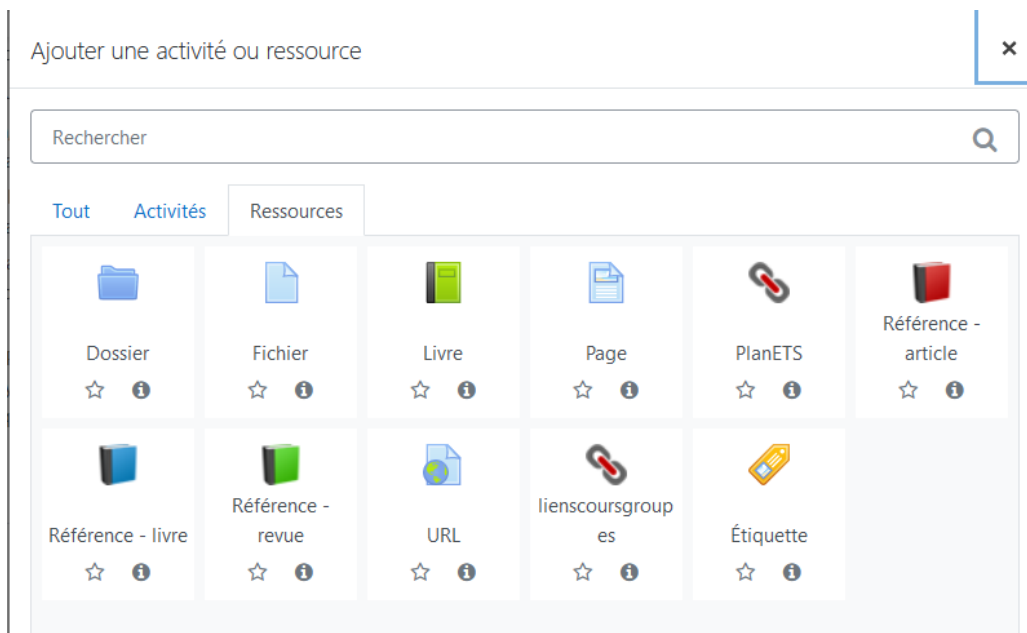 Ajouter une activité ou ressource
×
Rechercher
Tout Activités Ressources
Dossier
Fichier
Livre
Page
PlanETS
Référence -
article
Référence - livre
Référence -
revue
URL
lienscoursgroup
es
Étiquette